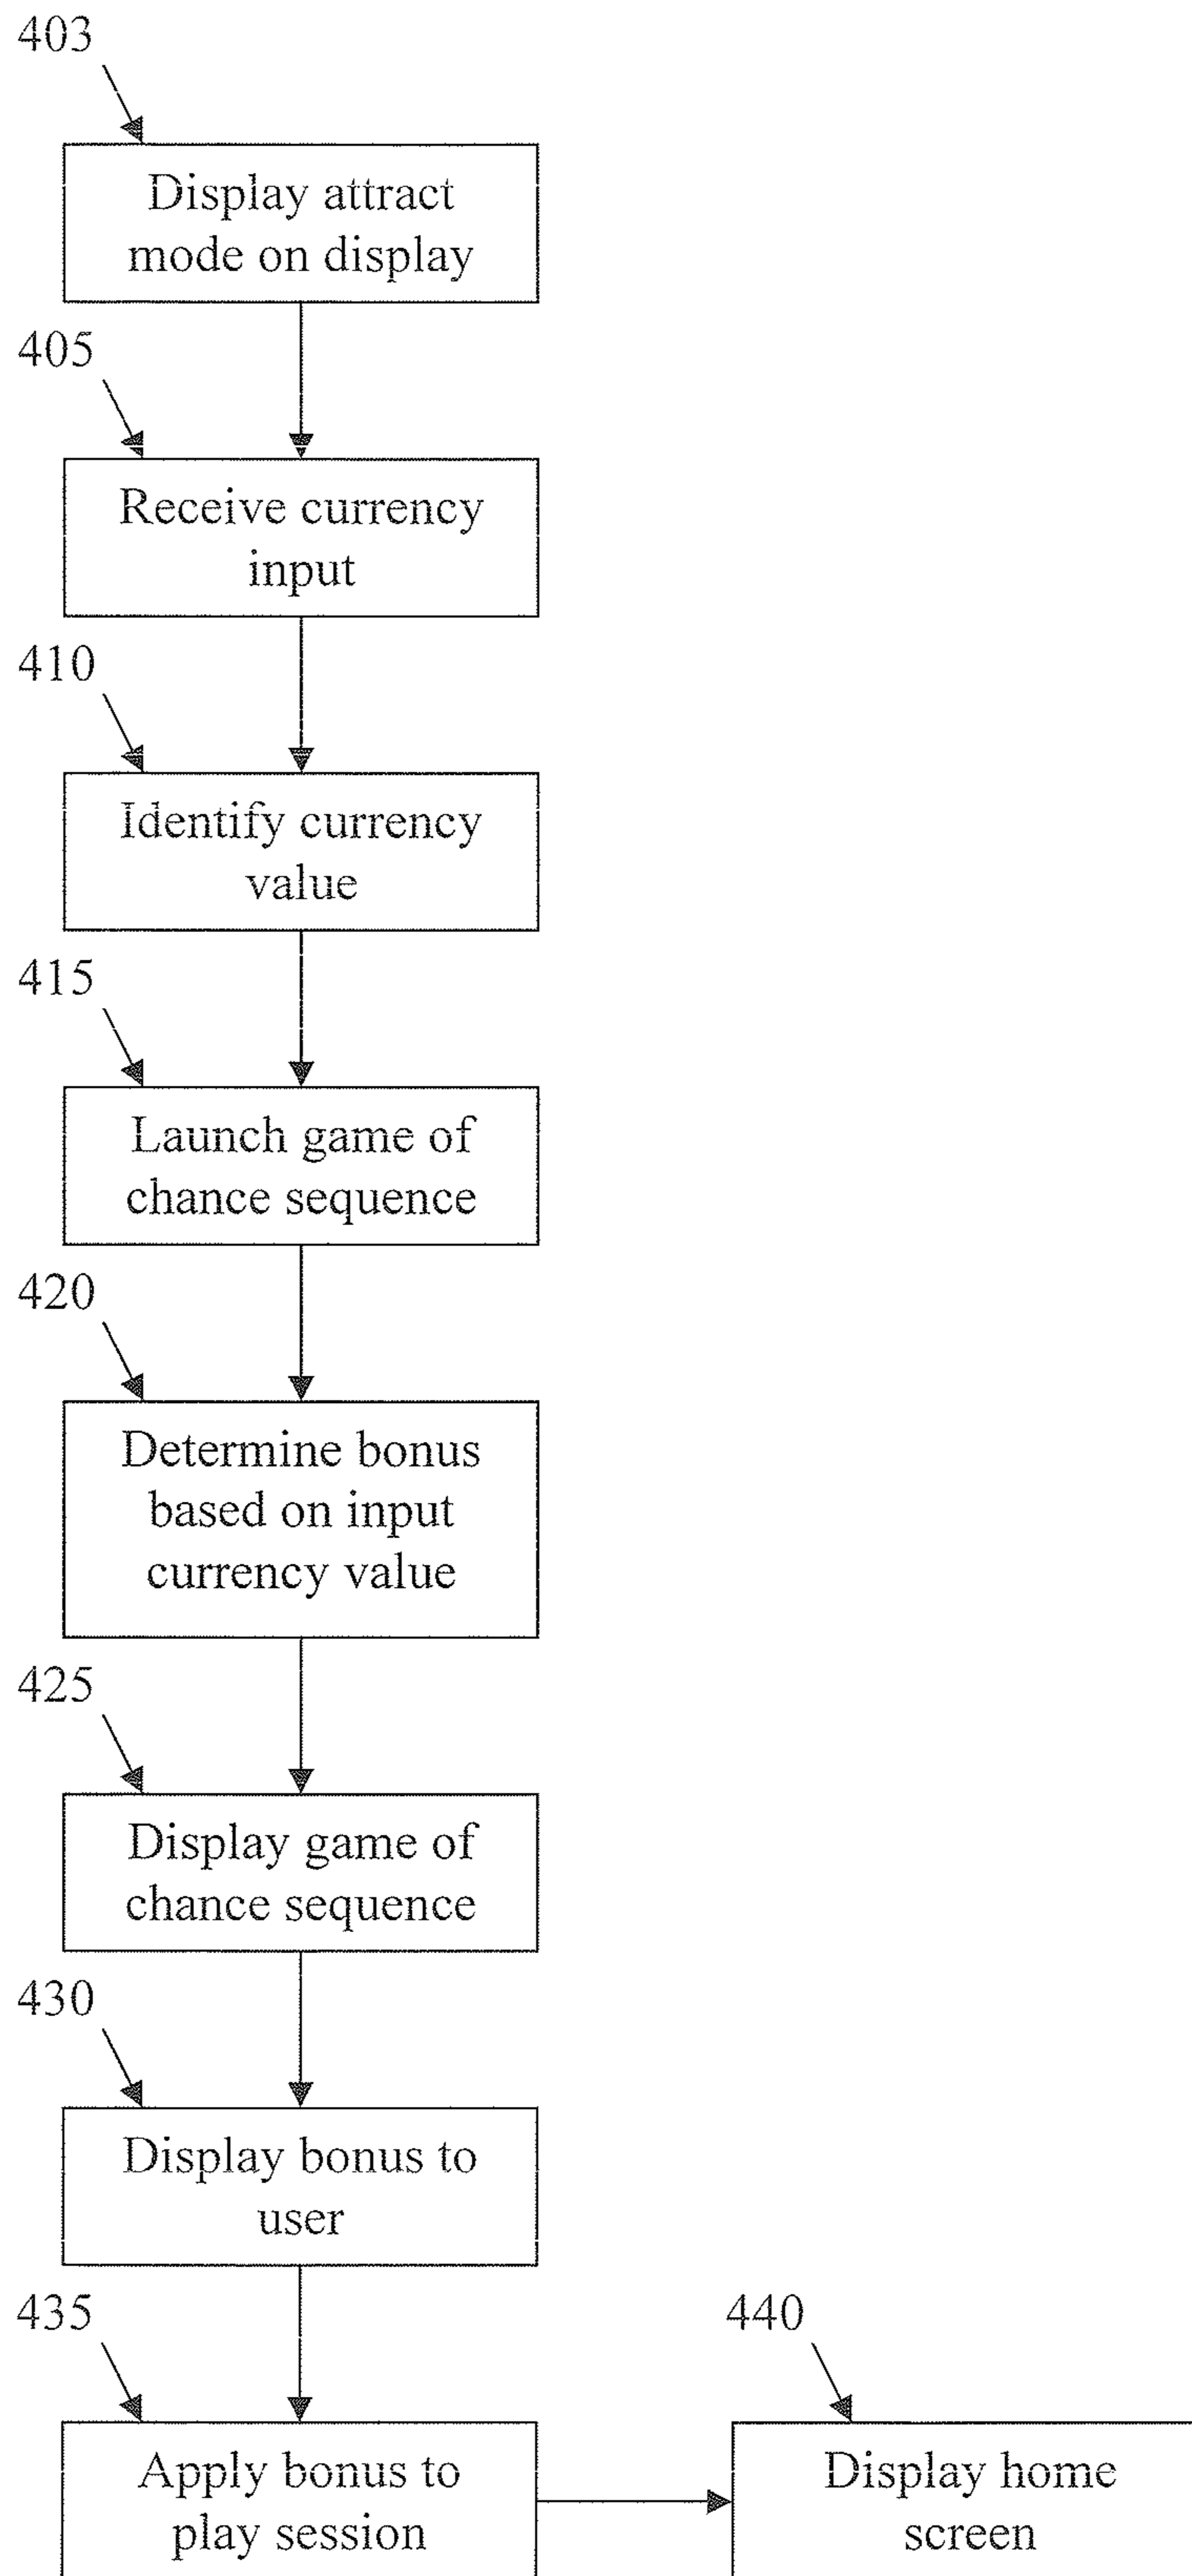 403
Display attract
mode on display
405
Receive currency
input
410
Identify currency
value
415
Launch game of
chance sequence
420
Determine bonus
based on input
currency value
425
Display game of
chance sequence
430
Display bonus to
user
435
Apply bonus to
play session
440
Display home
screen